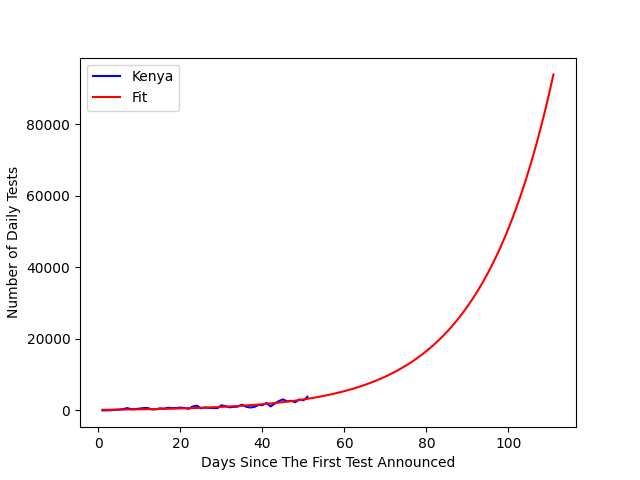 Kenya
Fit
Number of Daily Tests
80000
60000
40000
20000
0
0 20 40 60 80 100
Days Since The First Test Announced